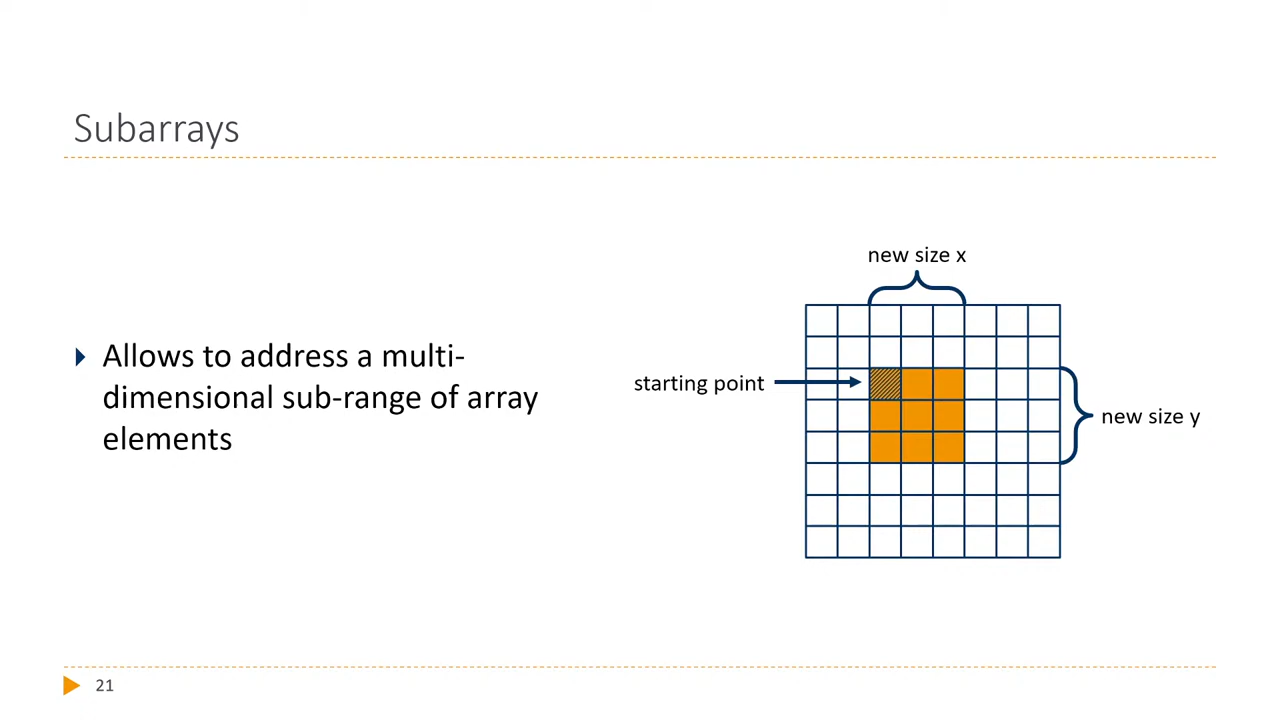 Subarrays
new size x
starting point
new size y
Allows to address a multi-
dimensional sub-range of array
elements
21